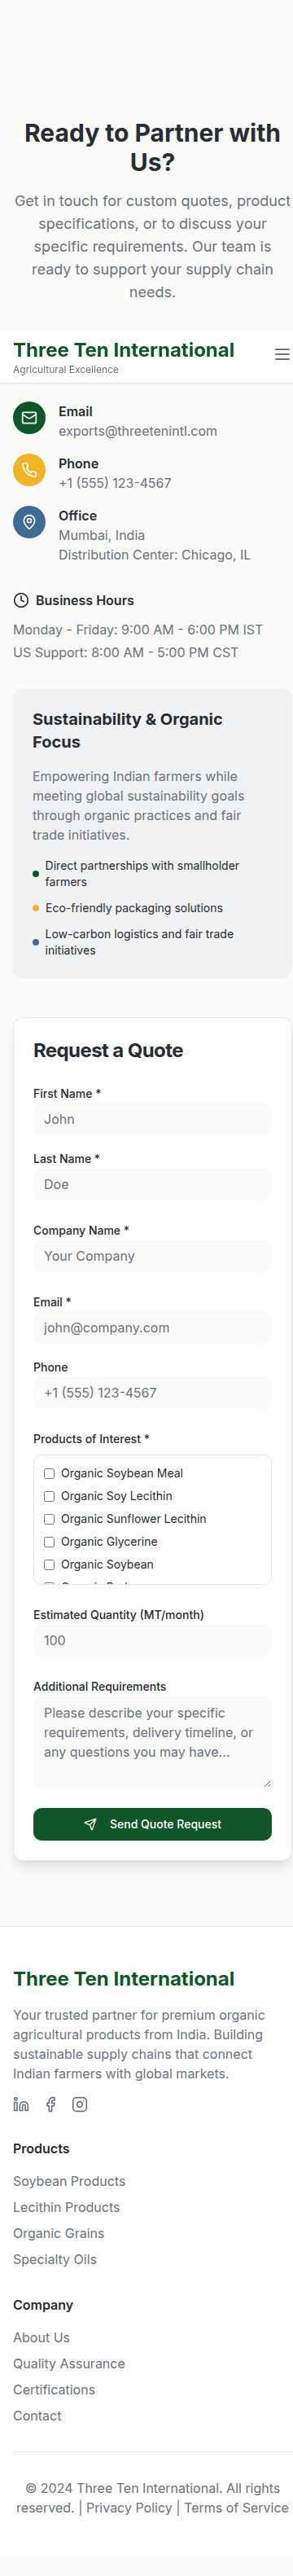 Ready to Partner with
Us?
Get in touch for custom quotes, product
specifications, or to discuss your
specific requirements. Our team is
ready to support your supply chain
needs.
Three Ten International
Agricultural Excellence
Email
exports@threetenintl.com
Phone
+1 (555) 123-4567
Office
Mumbai, India
Distribution Center: Chicago, IL
Business Hours
Monday - Friday: 9:00 AM - 6:00 PM IST
US Support: 8:00 AM - 5:00 PM CST
Sustainability & Organic
Focus
Empowering Indian farmers while
meeting global sustainability goals
through organic practices and fair
trade initiatives.
Direct partnerships with smallholder
farmers
Eco-friendly packaging solutions
Low-carbon logistics and fair trade
initiatives
Request a Quote
First Name *
John
Last Name *
Doe
Company Name *
Your Company
Email *
john@company.com
Phone
+1 (555) 123-4567
Products of Interest *
Organic Soybean Meal
Organic Soy Lecithin
Organic Sunflower Lecithin
Organic Glycerine
Organic Soybean
Estimated Quantity (MT/month)
100
Additional Requirements
Please describe your specific
requirements, delivery timeline, or
any questions you may have...
Send Quote Request
Three Ten International
Your trusted partner for premium organic
agricultural products from India. Building
sustainable supply chains that connect
Indian farmers with global markets.
Products
Soybean Products
Lecithin Products
Organic Grains
Specialty Oils
Company
About Us
Quality Assurance
Certifications
Contact
© 2024 Three Ten International. All rights
reserved. | Privacy Policy | Terms of Service